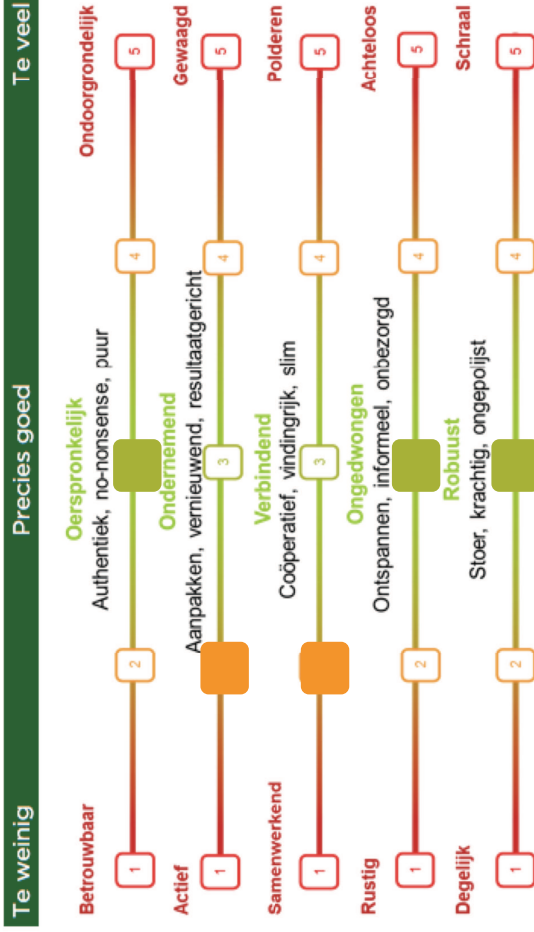 Te weinig Precies goed Te veel
Oerspronkelijk
Betrouwbaar Authentiek, no-nonsense, puur Ondoorgrondelijk
1 2 4 5
Ondernemend
Actief Aanpakken, vernieuwend, resultaatgericht Gewaagd
1 3 4 5
Verbindend
Samenwerkend Coöperatief, vindingrijk, slim Polderen
1 3 4 5
Ongedwongen
Rustig Ontspannen, informeel, onbezorgd Achteloos
1 2 4 5
Robuust
Degelijk Stoer, krachtig, ongepolijst Schraal
1 2 4 5